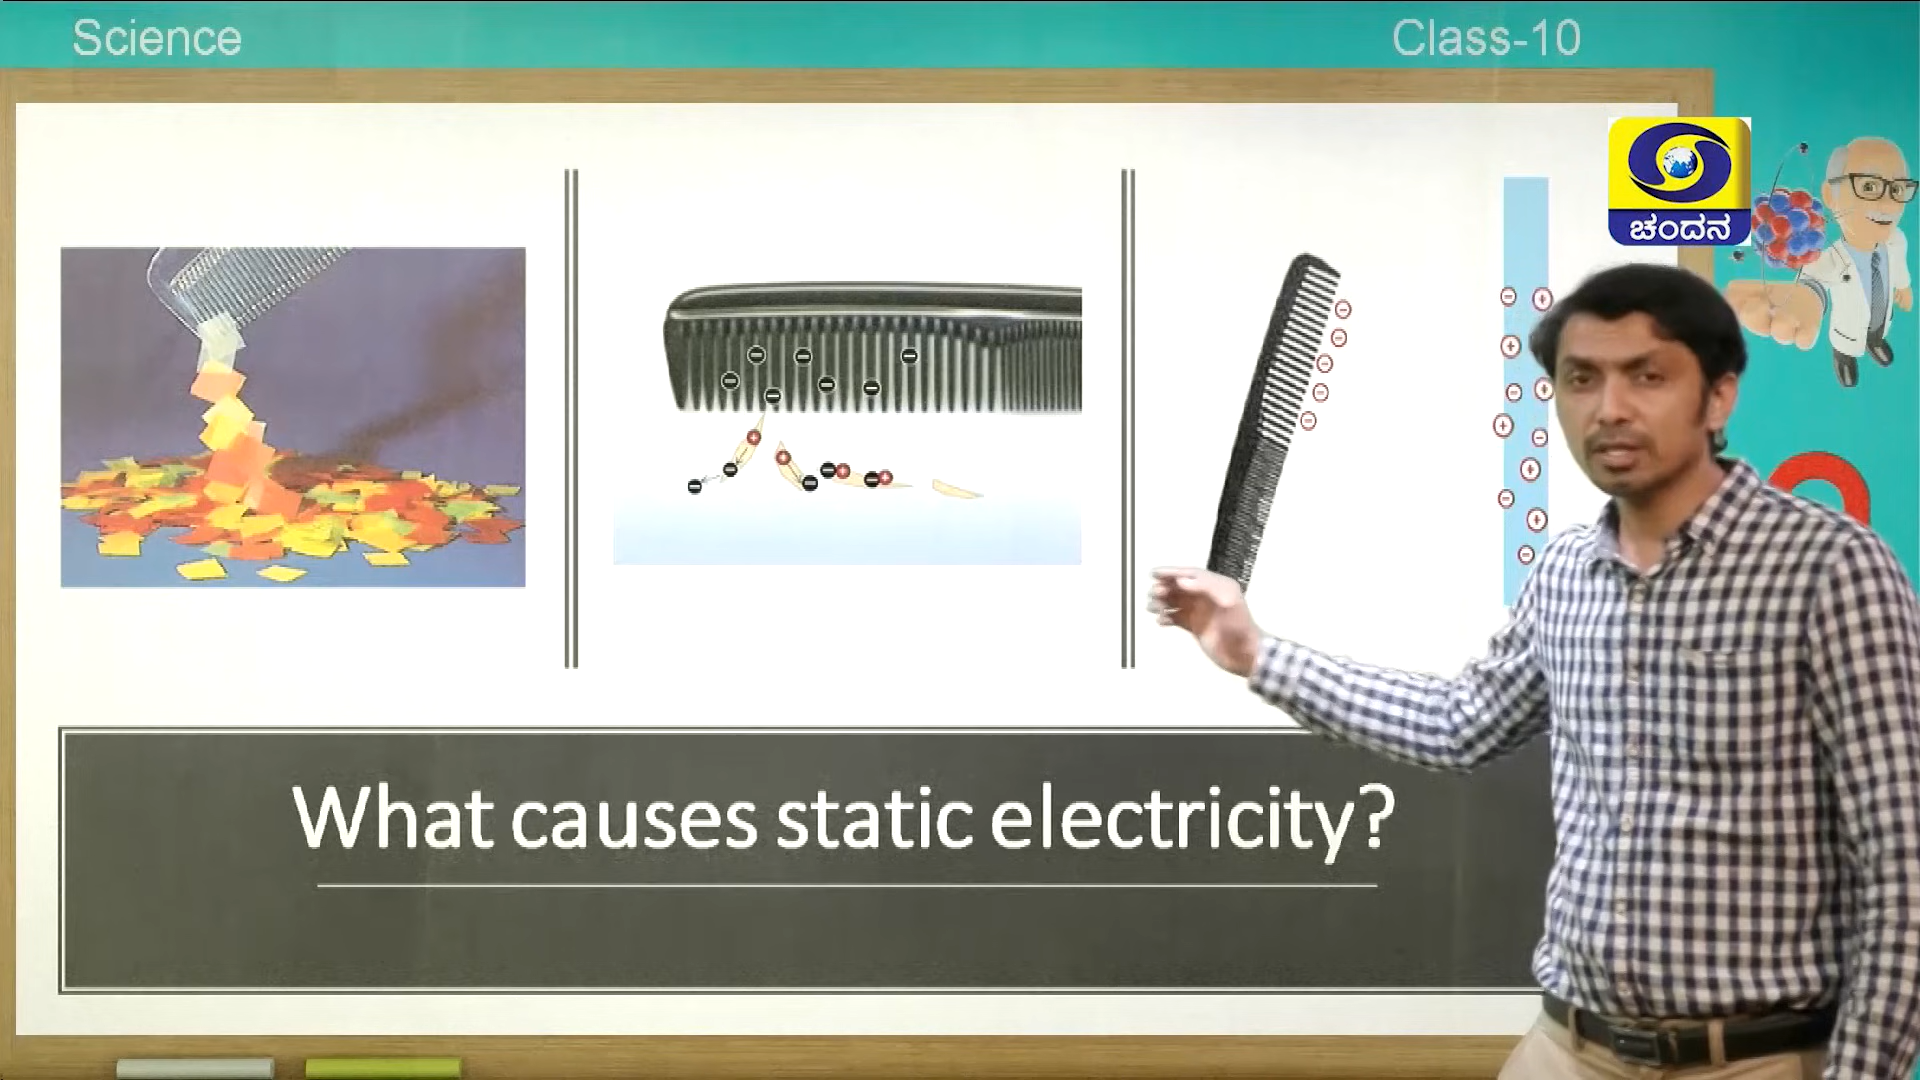 Science
Class-10
ಚಂದನ
What causes static electricity?